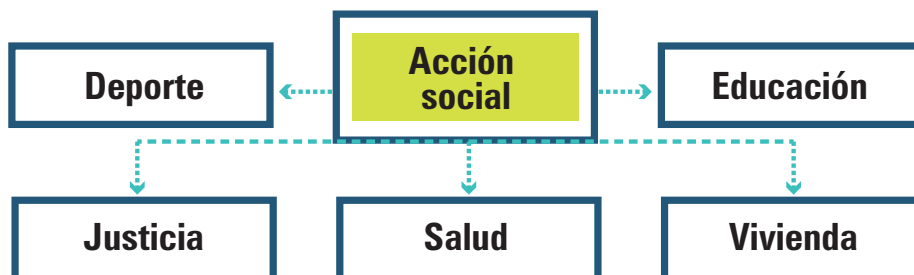 Acción
social
Deporte
Educación
Justicia
Salud
Vivienda